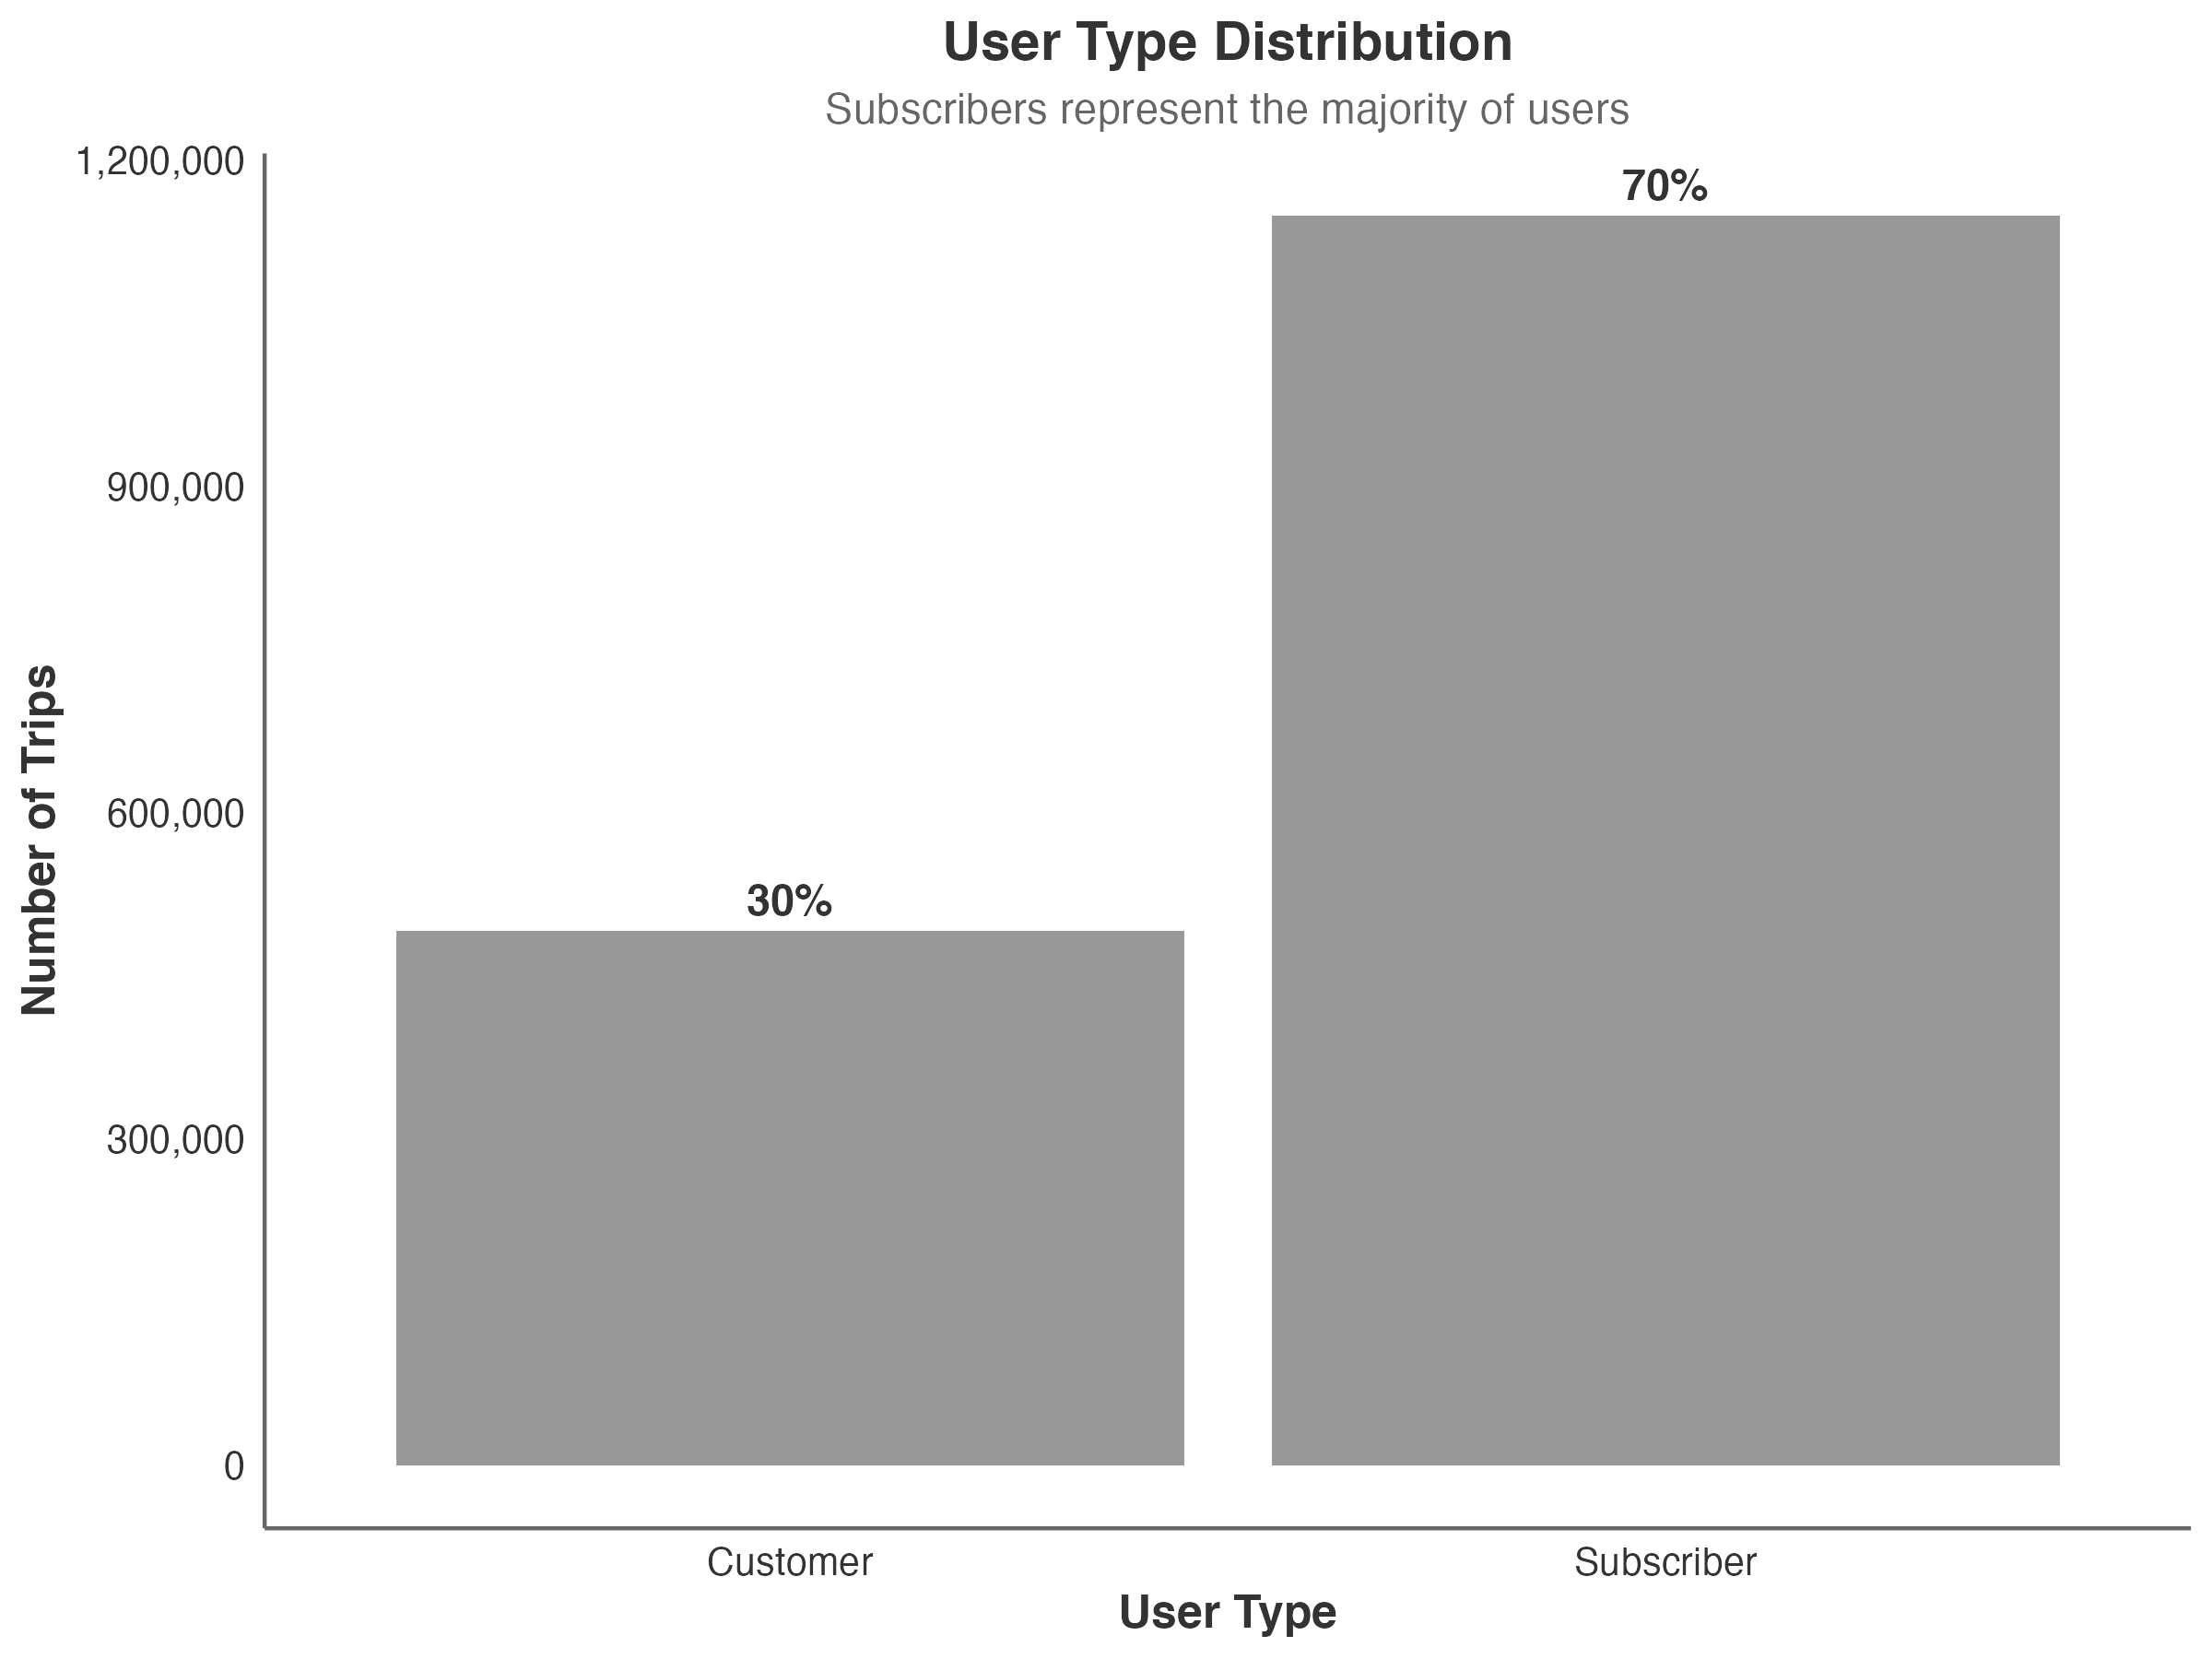 User Type Distribution
Subscribers represent the majority of users
1,200,000
900,000
600,000
300,000
0
Number of Trips
30%
70%
Customer
Subscriber
User Type